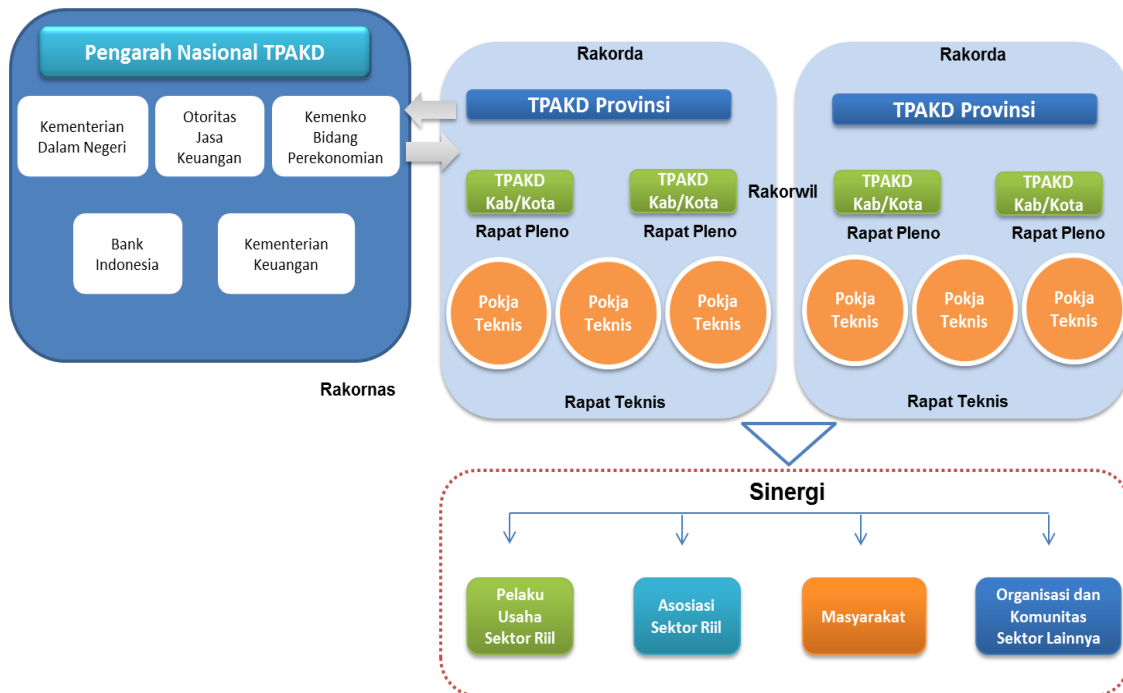 Pengarah Nasional TPAKD
Kementerian
Dalam Negeri
Otoritas
Jasa
Keuangan
Kemenko
Bidang
Perekonomian
Bank
Indonesia
Kementerian
Keuangan
Rakornas
Rakorda
TPAKD Provinsi
TPAKD
Kab/Kota
TPAKD
Kab/Kota
Rapat Pleno
Rapat Pleno
Pokja
Teknis
Pokja
Teknis
Pokja
Teknis
Rapat Teknis
Rakorwil
Rakorda
TPAKD Provinsi
TPAKD
Kab/Kota
TPAKD
Kab/Kota
Rapat Pleno
Rapat Pleno
Pokja
Teknis
Pokja
Teknis
Pokja
Teknis
Rapat Teknis
Sinergi
Pelaku
Usaha
Sektor Riil
Asosiasi
Sektor Riil
Masyarakat
Organisasi dan
Komunitas
Sektor Lainnya